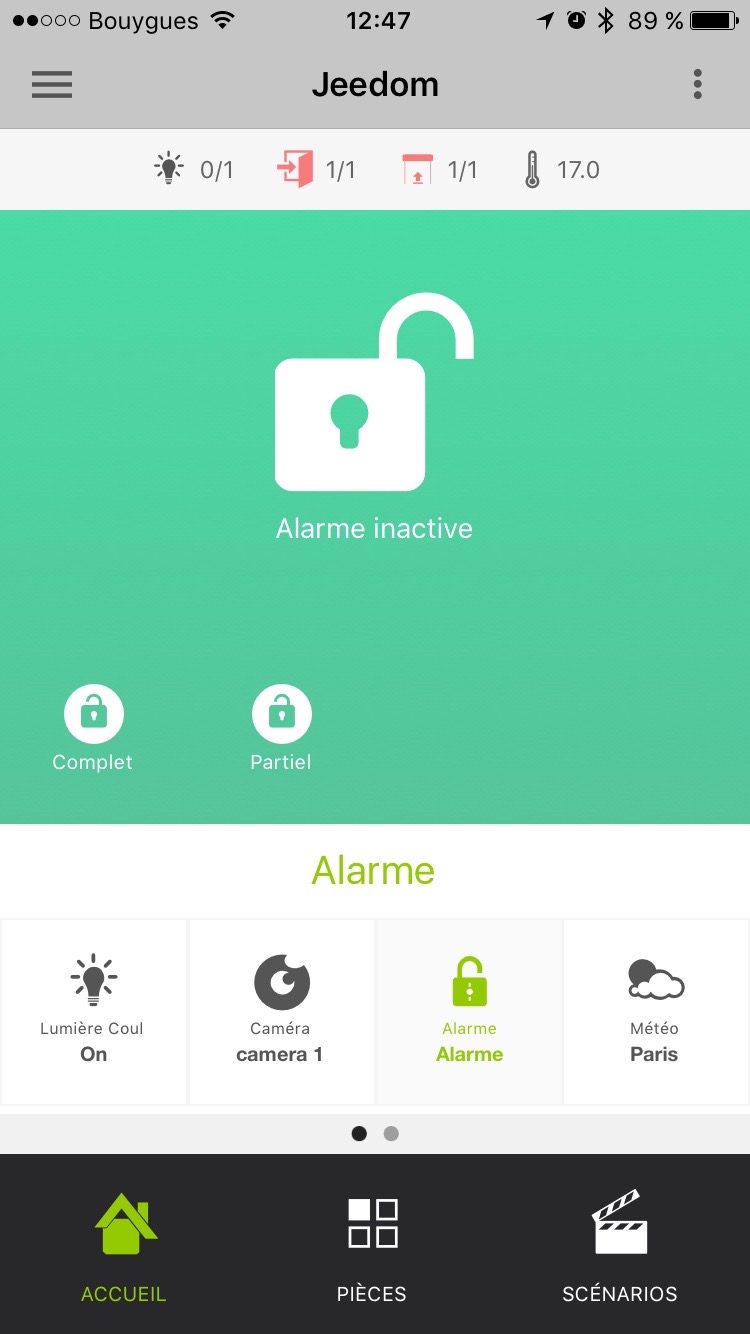 Bouygues 12:47 89 %
Jeedom
0/1 1/1 1/1 17.0
Alarme inactive
Complet Partiel
Alarme
Lumière Coul Caméra Alarme Météo
On camera 1 Alarme Paris
ACCUEIL PIÈCES SCÉNARIOS